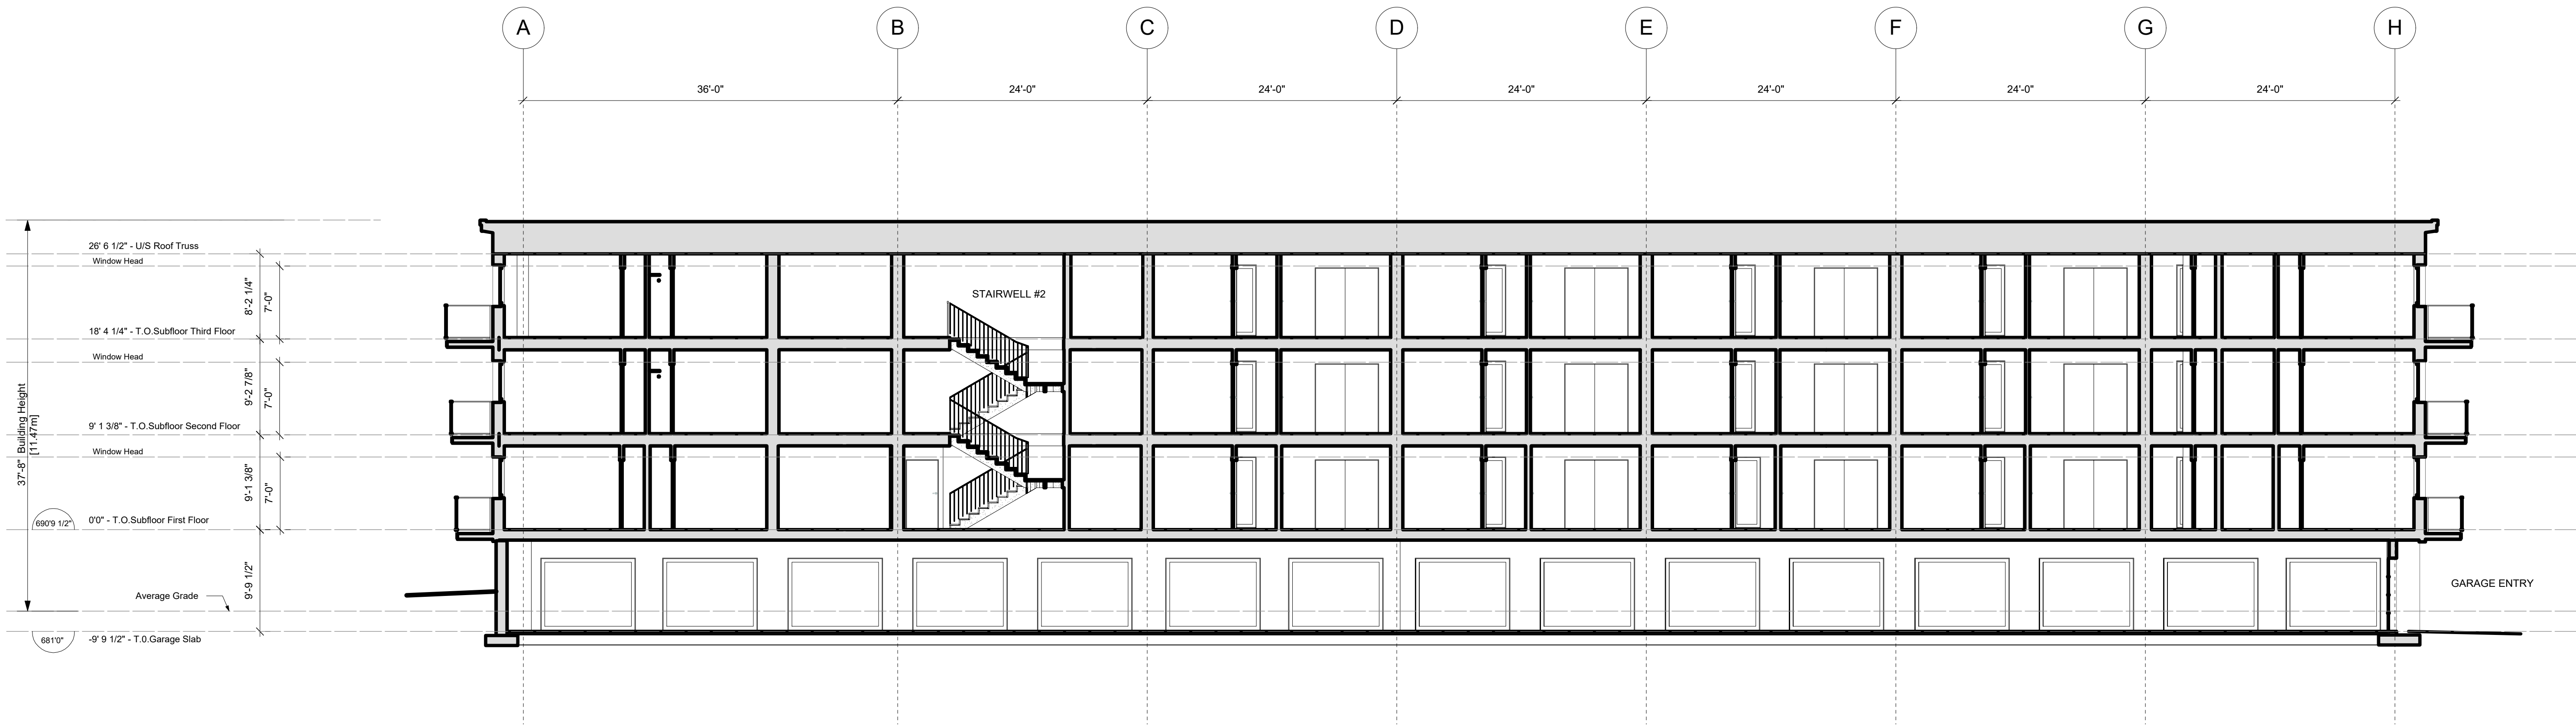 A
B
C
D
E
F
G
H
36'-0"
24'-0"
24'-0"
24'-0"
24'-0"
24'-0"
24'-0"
26' 6 1/2" - U/S Roof Truss
Window Head
8'-2 1/4"
7'-0"
STAIRWELL #2
18' 4 1/4" - T.O.Subfloor Third Floor
Window Head
9'-2 7/8"
7'-0"
37'-8" Building Height
[11.47m]
9' 1 3/8" - T.O.Subfloor Second Floor
Window Head
9'-1 3/8"
7'-0"
690'9 1/2"
0'0" - T.O.Subfloor First Floor
9'-9 1/2"
Average Grade
GARAGE ENTRY
681'0"
-9' 9 1/2" - T.0.Garage Slab